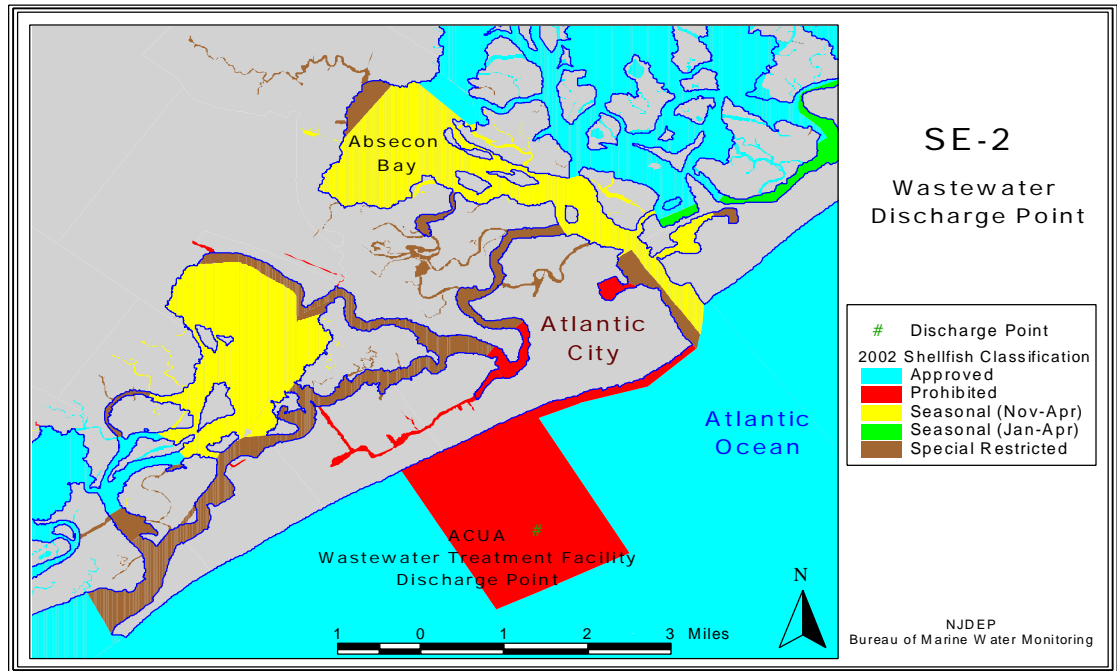 Absecon
Bay
Atlantic
City
Atlantic
Ocean
#
ACUA
Wastewater Treatment Facility
Discharge Point
1 0 1 2 3 Miles
N
SE-2
Wastewater
Discharge Point
# Discharge Point
2002 Shellfish Classification
Approved
Prohibited
Seasonal (Nov-Apr)
Seasonal (Jan-Apr)
Special Restricted
NJDEP
Bureau of Marine Water Monitoring